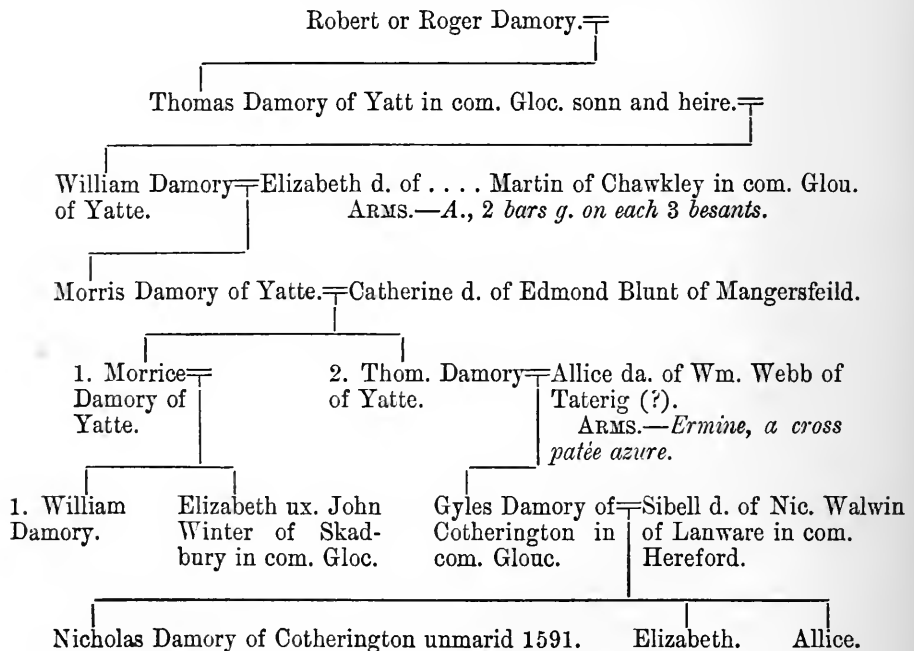 Robert or Roger Damory.
Thomas Damory of Yatt in com. Gloc. sonn and heire.
William Damory of Yatte.
Elizabeth d. of .... Martin of Chawkley in com. Glou.
ARMS.—A., 2 bars g. on each 3 besants.
Morris Damory of Yatte.
Catherine d. of Edmond Blunt of Mangersfeild.
1. Morrice
Damory of
Yatte.
2. Thom. Damory
of Yatte.
Allice da. of Wm. Webb of
Taterig (?).
ARMS.—Ermine, a cross
patée azure.
1. William
Damory.
Elizabeth ux. John
Winter of Skad-
bury in com. Gloc.
Gyles Damory of
Cotherington in
com. Glouc.
Sibell d. of Nic. Walwin
of Lanware in com.
Hereford.
Nicholas Damory of Cotherington unmarid 1591.
Elizabeth.
Allice.